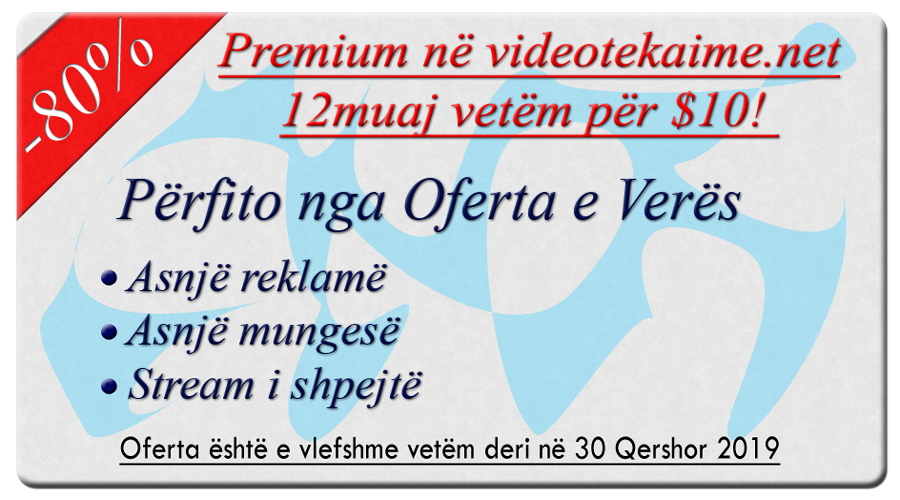 -80%
Premium në videotekaime.net
12muaj vetëm për $10!
Përfito nga Oferta e Verës
• Asnjë reklamë
• Asnjë mungesë
• Stream i shpejtë
Oferta është e vlefshme vetëm deri në 30 Qershor 2019